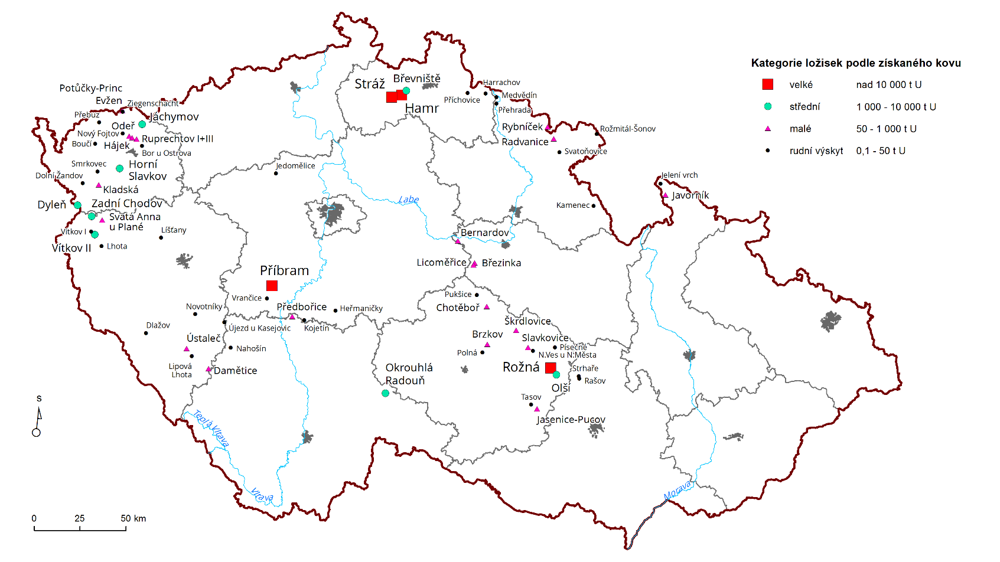 Kategorie ložisek podle získaného kovu
velké nad 10 000 t U
střední 1 000 - 10 000 t U
malé 50 - 1 000 t U
rudní výskyt 0,1 - 50 t U
Stráž
Břevniště
Hamr
Harrachov
Příchovice
Medvědín
Přehrada
Potůčky-Princ
Evžen
Ziegenschacht
Přebuz
Jáchymov
Odeř
Nový Fojtov
Boučí
Hájek
Ruprechtov I+II
Bor u Ostrova
Rybníček
Radvanice
Rožmitál-Šonov
Svatoňovice
Smrkovec
Horní
Slavkov
Dolní Žandov
Kladská
Jedomělice
Jelení vrch
Javorník
Kamenec
Labe
Dyleň
Zadní Chodov
Svatá Anna
u Plané
Vítkov I
Líšťany
Vítkov II
Lhota
Bernardov
Licoměřice
Březinka
Příbram
Vrančice
Pukšice
Chotěboř
Předbořice
Heřmaničky
Novotníky
Újezd u Kasejovic
Kojetín
Dlažov
Škrdlovice
Ústaleč
Brzkov
Slavkovice
Nahošín
Písečné
Polná
N.Ves u N.Města
Lipová
Lhota
Damětice
Okrouhlá
Radouň
Rožná
Strhaře
Rašov
Olší
Tasov
Jasenice-Pucov
S
Teplá Vltava
Vltava
Morava
0 25 50 km